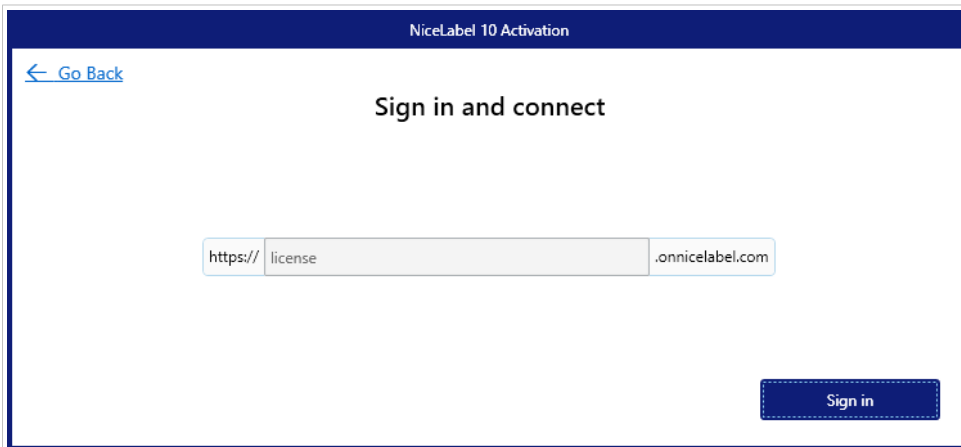 NiceLabel 10 Activation
← Go Back
Sign in and connect
https:// license .onnicelabel.com
Sign in